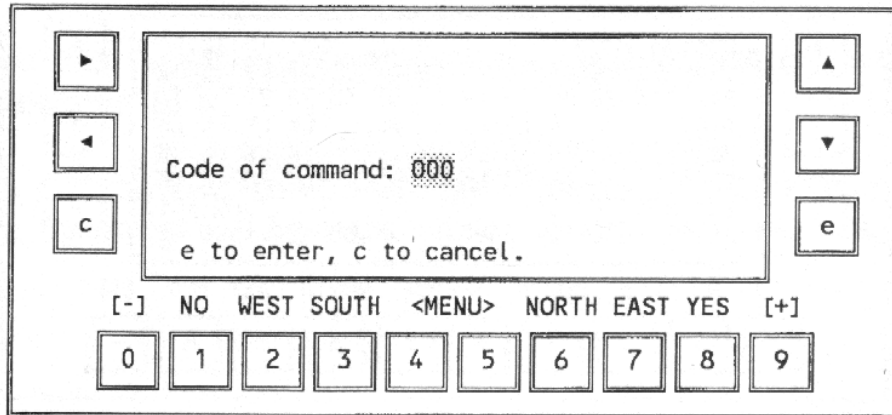 ► ▲
◄ ▼
Code of command: 000
c e
e to enter, c to cancel.
[-] NO WEST SOUTH <MENU> NORTH EAST YES [+]
0 1 2 3 4 5 6 7 8 9